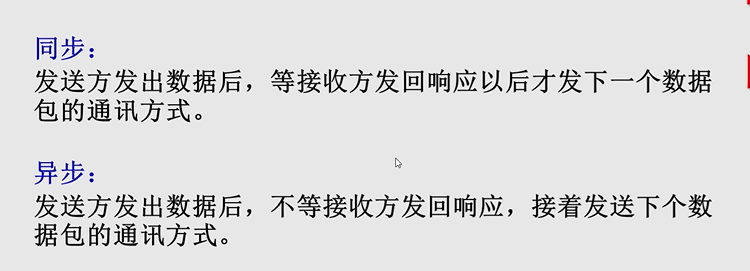 同步：
发送方发出数据后，等接收方发回响应以后才发下一个数据
包的通讯方式。
异步：
发送方发出数据后，不等接收方发回响应，接着发送下个数
据包的通讯方式。